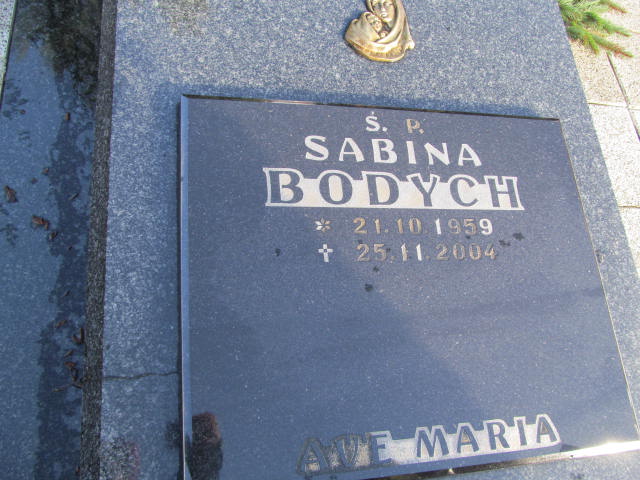 Ś. P.
SABINA
BODYCH
* 21.10.1959
† 25.11.2004
AVE MARIA